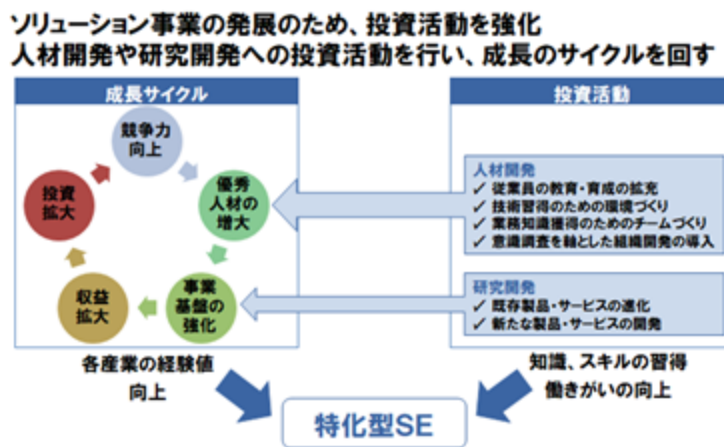 ソリューション事業の発展のため、投資活動を強化
人材開発や研究開発への投資活動を行い、成長のサイクルを回す
成長サイクル
競争力
向上
優秀
人材の
増大
事業
基盤の
強化
収益
拡大
投資
拡大
投資活動
人材開発
✓ 従業員の教育・育成の拡充
✓ 技術習得のための環境づくり
✓ 業務知識獲得のためのチームづくり
✓ 意識調査を軸とした組織開発の導入
研究開発
✓ 既存製品・サービスの進化
✓ 新たな製品・サービスの開発
各産業の経験値
向上
知識、スキルの習得
働きがいの向上
特化型SE